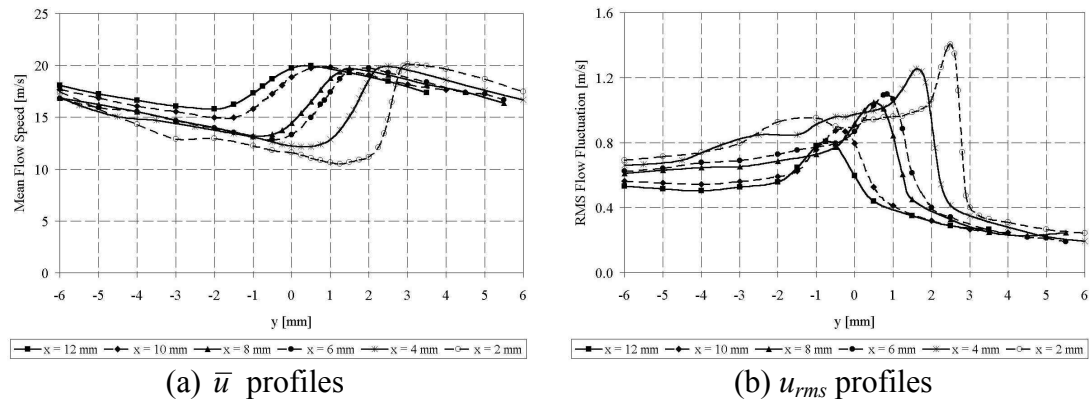 25
20
15
10
5
0
Mean Flow Speed [m/s]
-6 -5 -4 -3 -2 -1 0 1 2 3 4 5 6
y [mm]
x = 12 mm x = 10 mm x = 8 mm x = 6 mm x = 4 mm x = 2 mm
(a) u̅ profiles
1.6
1.2
0.8
0.4
0.0
RMS Flow Fluctuation [m/s]
-6 -5 -4 -3 -2 -1 0 1 2 3 4 5 6
y [mm]
x = 12 mm x = 10 mm x = 8 mm x = 6 mm x = 4 mm x = 2 mm
(b) u_rms profiles